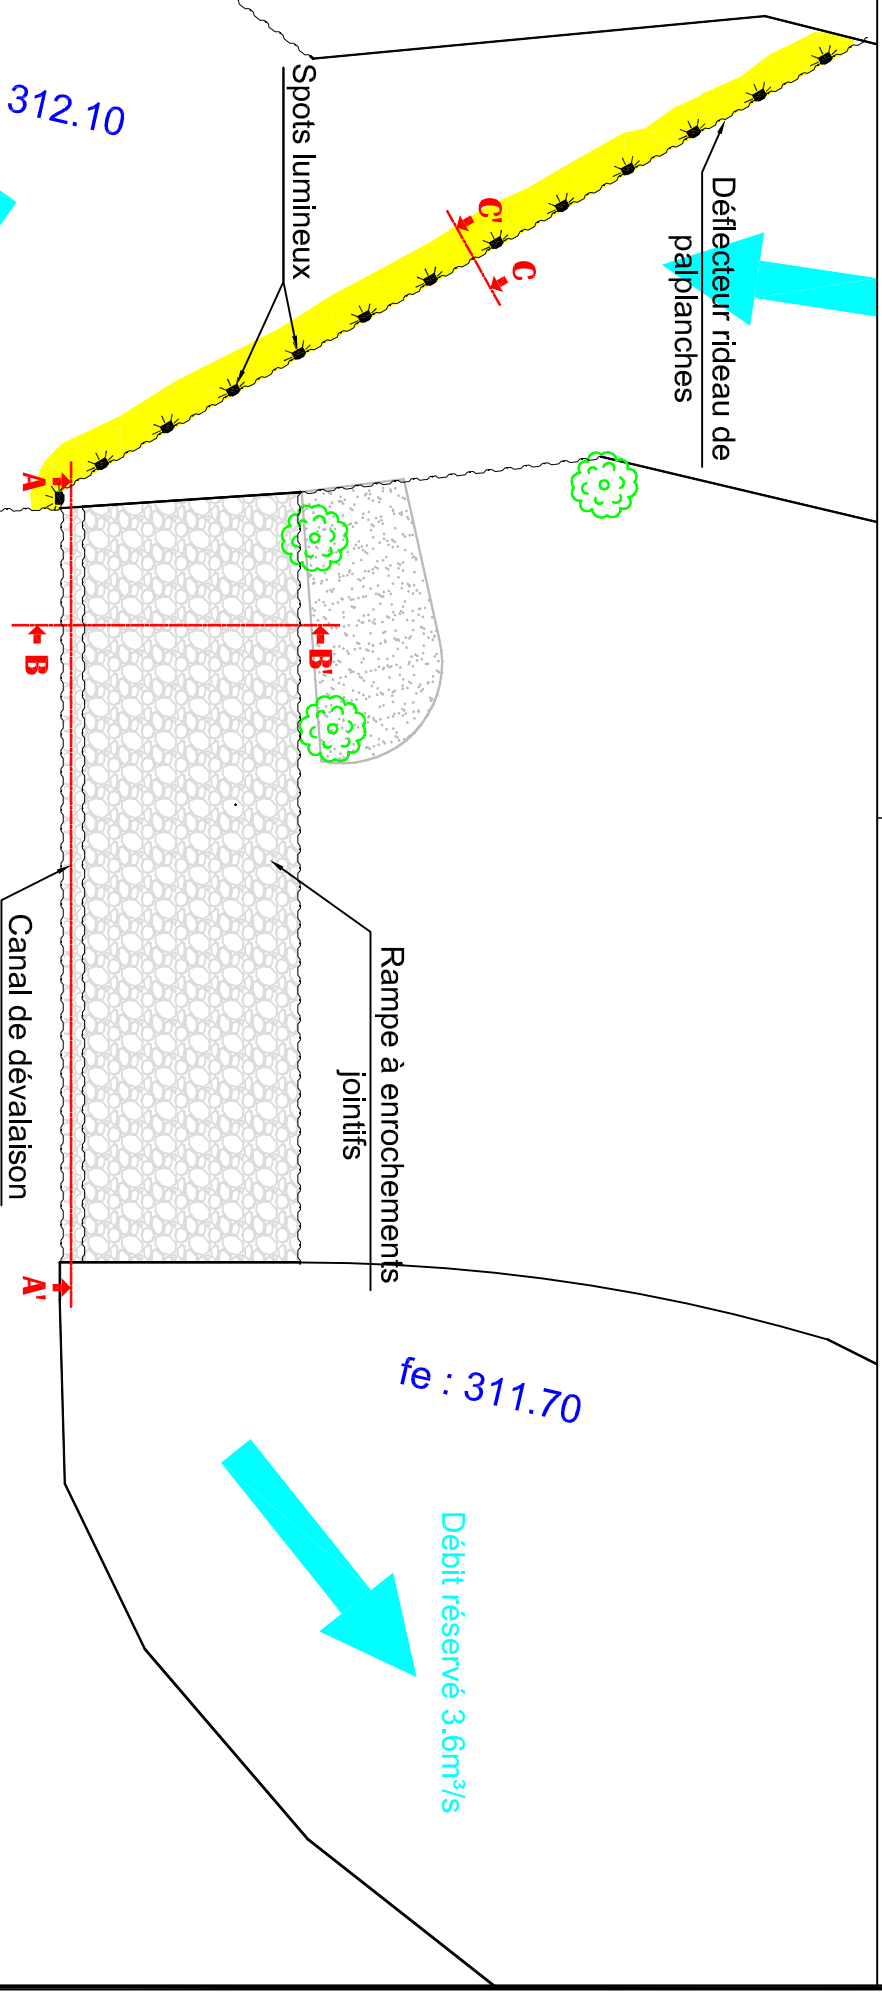 312.10
Spots lumineux
Déflecteur rideau de
palplanches
C'
C
A
B
B'
Rampe à enrochements
jointifs
Canal de dévalaison
A'
fe : 311.70
Débit réservé 3.6m³/s